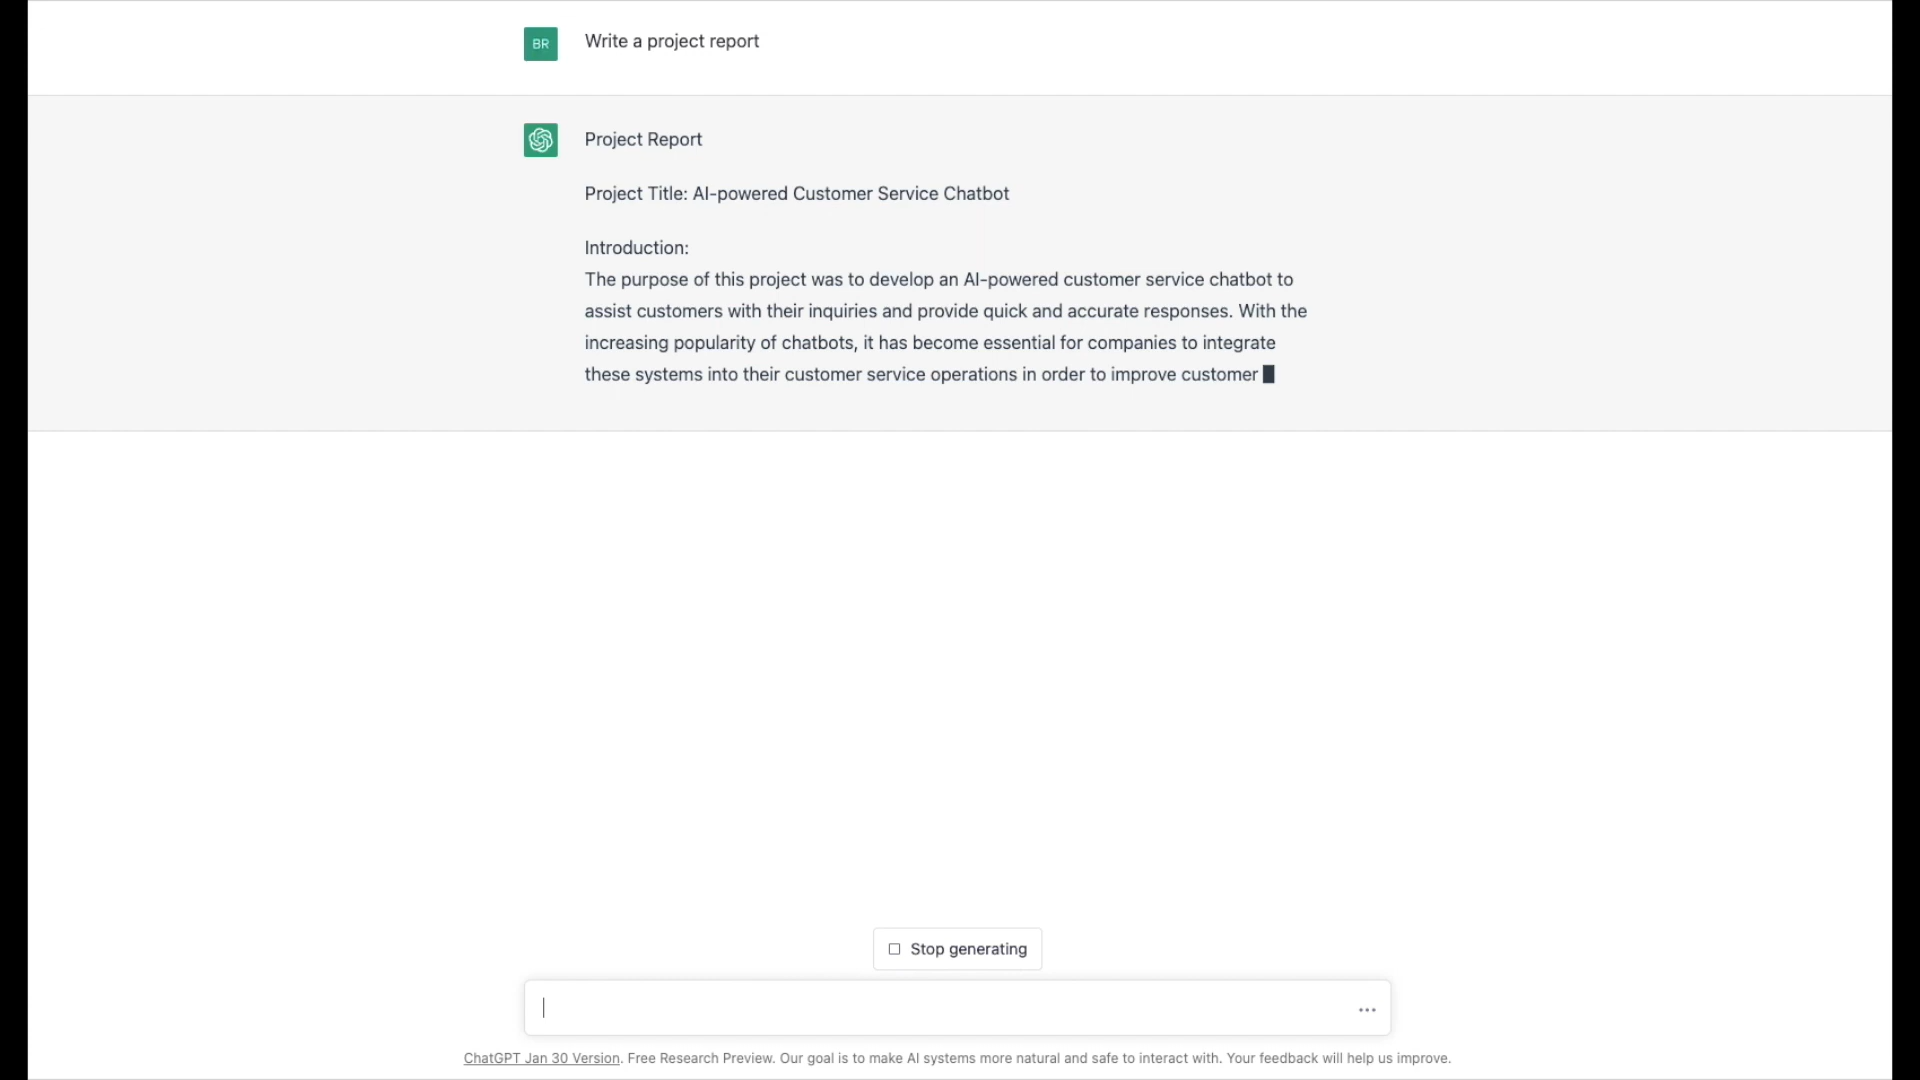 BR
Write a project report
Project Report
Project Title: AI-powered Customer Service Chatbot
Introduction:
The purpose of this project was to develop an AI-powered customer service chatbot to
assist customers with their inquiries and provide quick and accurate responses. With the
increasing popularity of chatbots, it has become essential for companies to integrate
these systems into their customer service operations in order to improve customer
Stop generating
ChatGPT Jan 30 Version. Free Research Preview. Our goal is to make AI systems more natural and safe to interact with. Your feedback will help us improve.